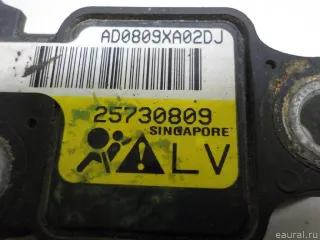 AD0809XA02DJ
25730809
SINGAPORE
LV
eaural.ru